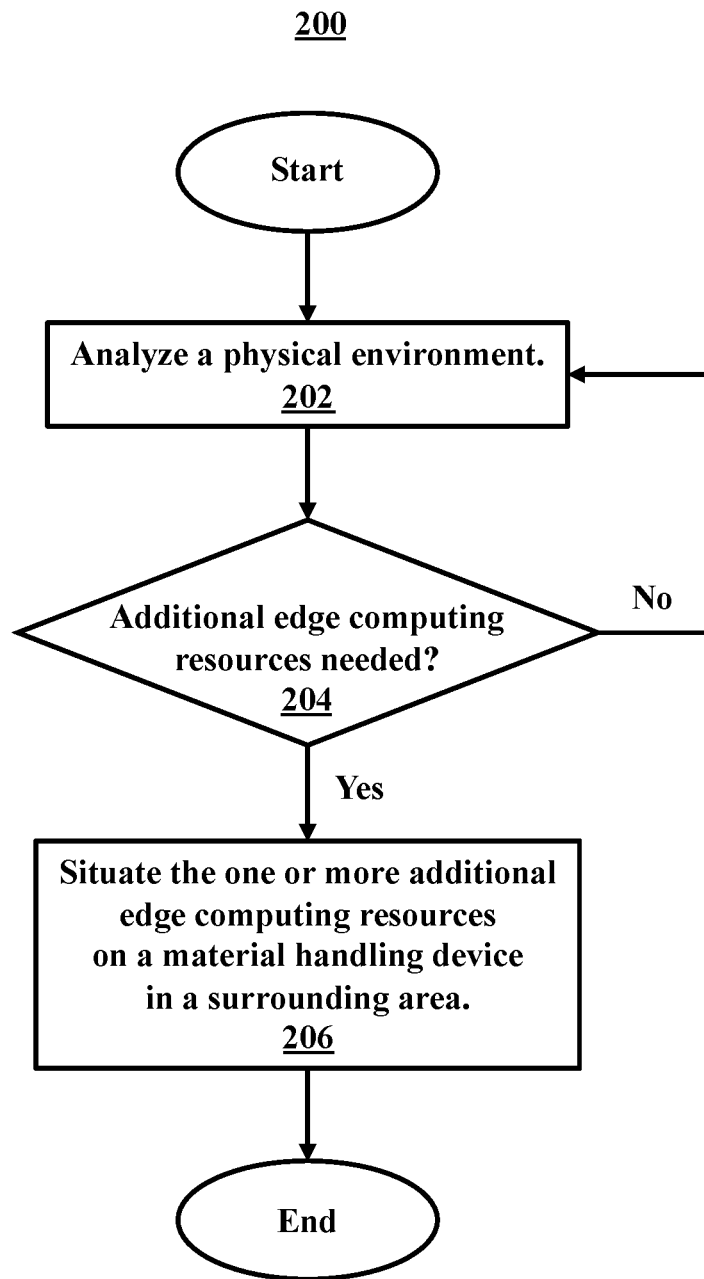 200
Start
Analyze a physical environment.
202
Additional edge computing
resources needed?
204
No
Yes
Situate the one or more additional
edge computing resources
on a material handling device
in a surrounding area.
206
End